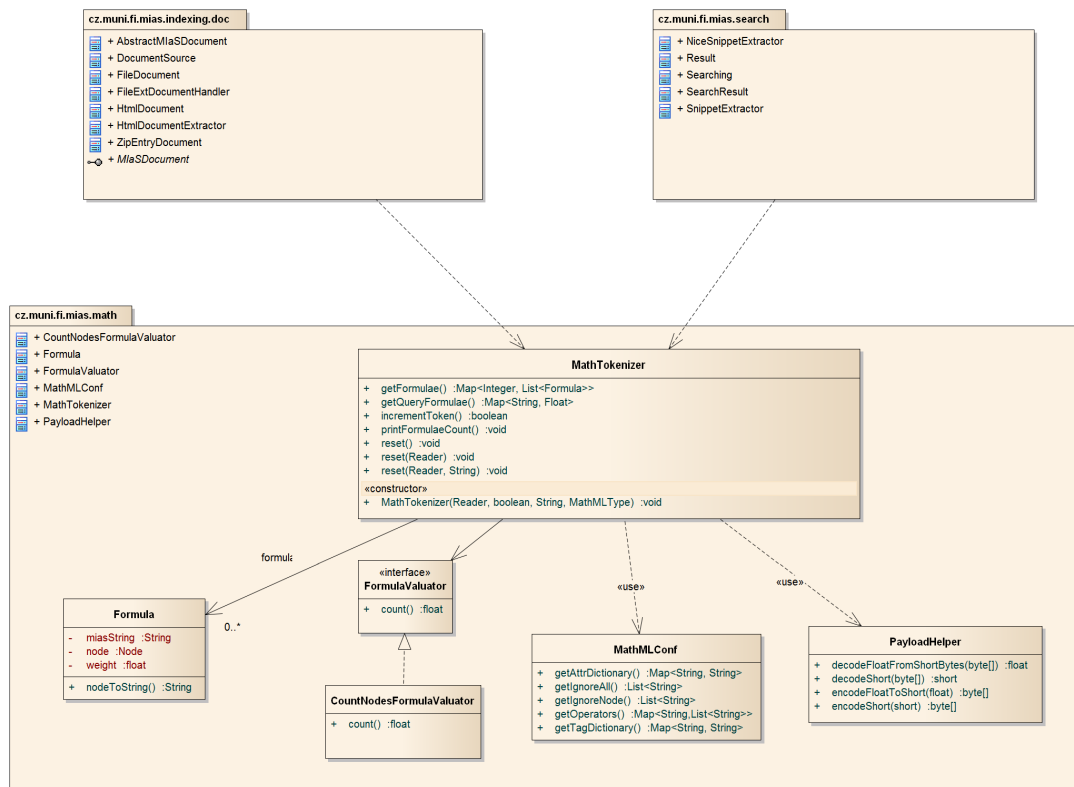 cz.muni.fi.mias.indexing.doc
+ AbstractMIaSDocument
+ DocumentSource
+ FileDocument
+ FileExtDocumentHandler
+ HtmlDocument
+ HtmlDocumentExtractor
+ ZipEntryDocument
+ MIaSDocument
cz.muni.fi.mias.search
+ NiceSnippetExtractor
+ Result
+ Searching
+ SearchResult
+ SnippetExtractor
cz.muni.fi.mias.math
+ CountNodesFormulaValuator
+ Formula
+ FormulaValuator
+ MathMLConf
+ MathTokenizer
+ PayloadHelper
MathTokenizer
+ getFormulae() :Map<Integer, List<Formula>>
+ getQueryFormulae() :Map<String, Float>
+ incrementToken() :boolean
+ printFormulaeCount() :void
+ reset() :void
+ reset(Reader) :void
+ reset(Reader, String) :void
«constructor»
+ MathTokenizer(Reader, boolean, String, MathMLType) :void
formula
0..*
«use»
«use»
Formula
- miasString :String
- node :Node
- weight :float
+ nodeToString() :String
«interface»
FormulaValuator
+ count() :float
CountNodesFormulaValuator
+ count() :float
MathMLConf
+ getAttrDictionary() :Map<String, String>
+ getIgnoreAll() :List<String>
+ getIgnoreNode() :List<String>
+ getOperators() :Map<String,List<String>>
+ getTagDictionary() :Map<String, String>
PayloadHelper
+ decodeFloatFromShortBytes(byte[]) :float
+ decodeShort(byte[]) :short
+ encodeFloatToShort(float) :byte[]
+ encodeShort(short) :byte[]